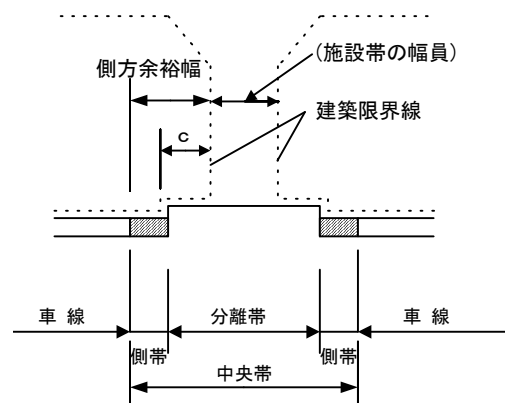 (施設帯の幅員)
側方余裕幅
建築限界線
c
車 線
分離帯
車 線
側帯
側帯
中央帯